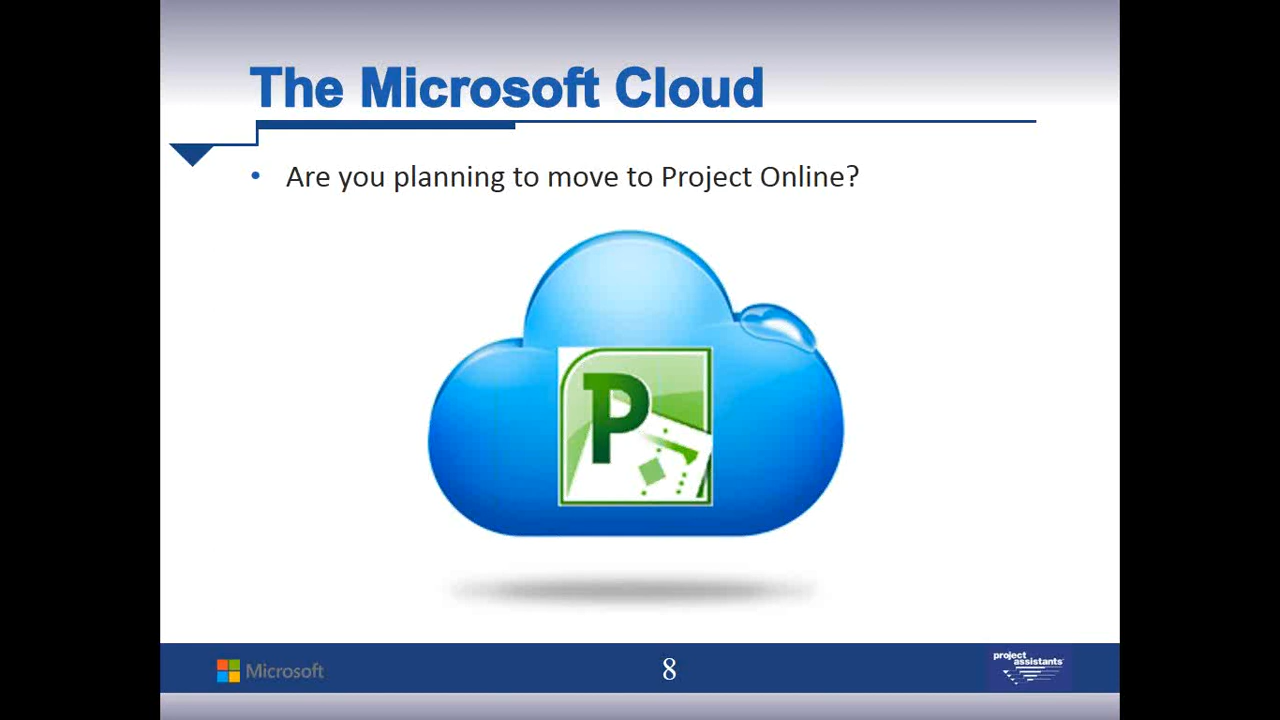 The Microsoft Cloud
• Are you planning to move to Project Online?
P
Microsoft
8
project
assistants